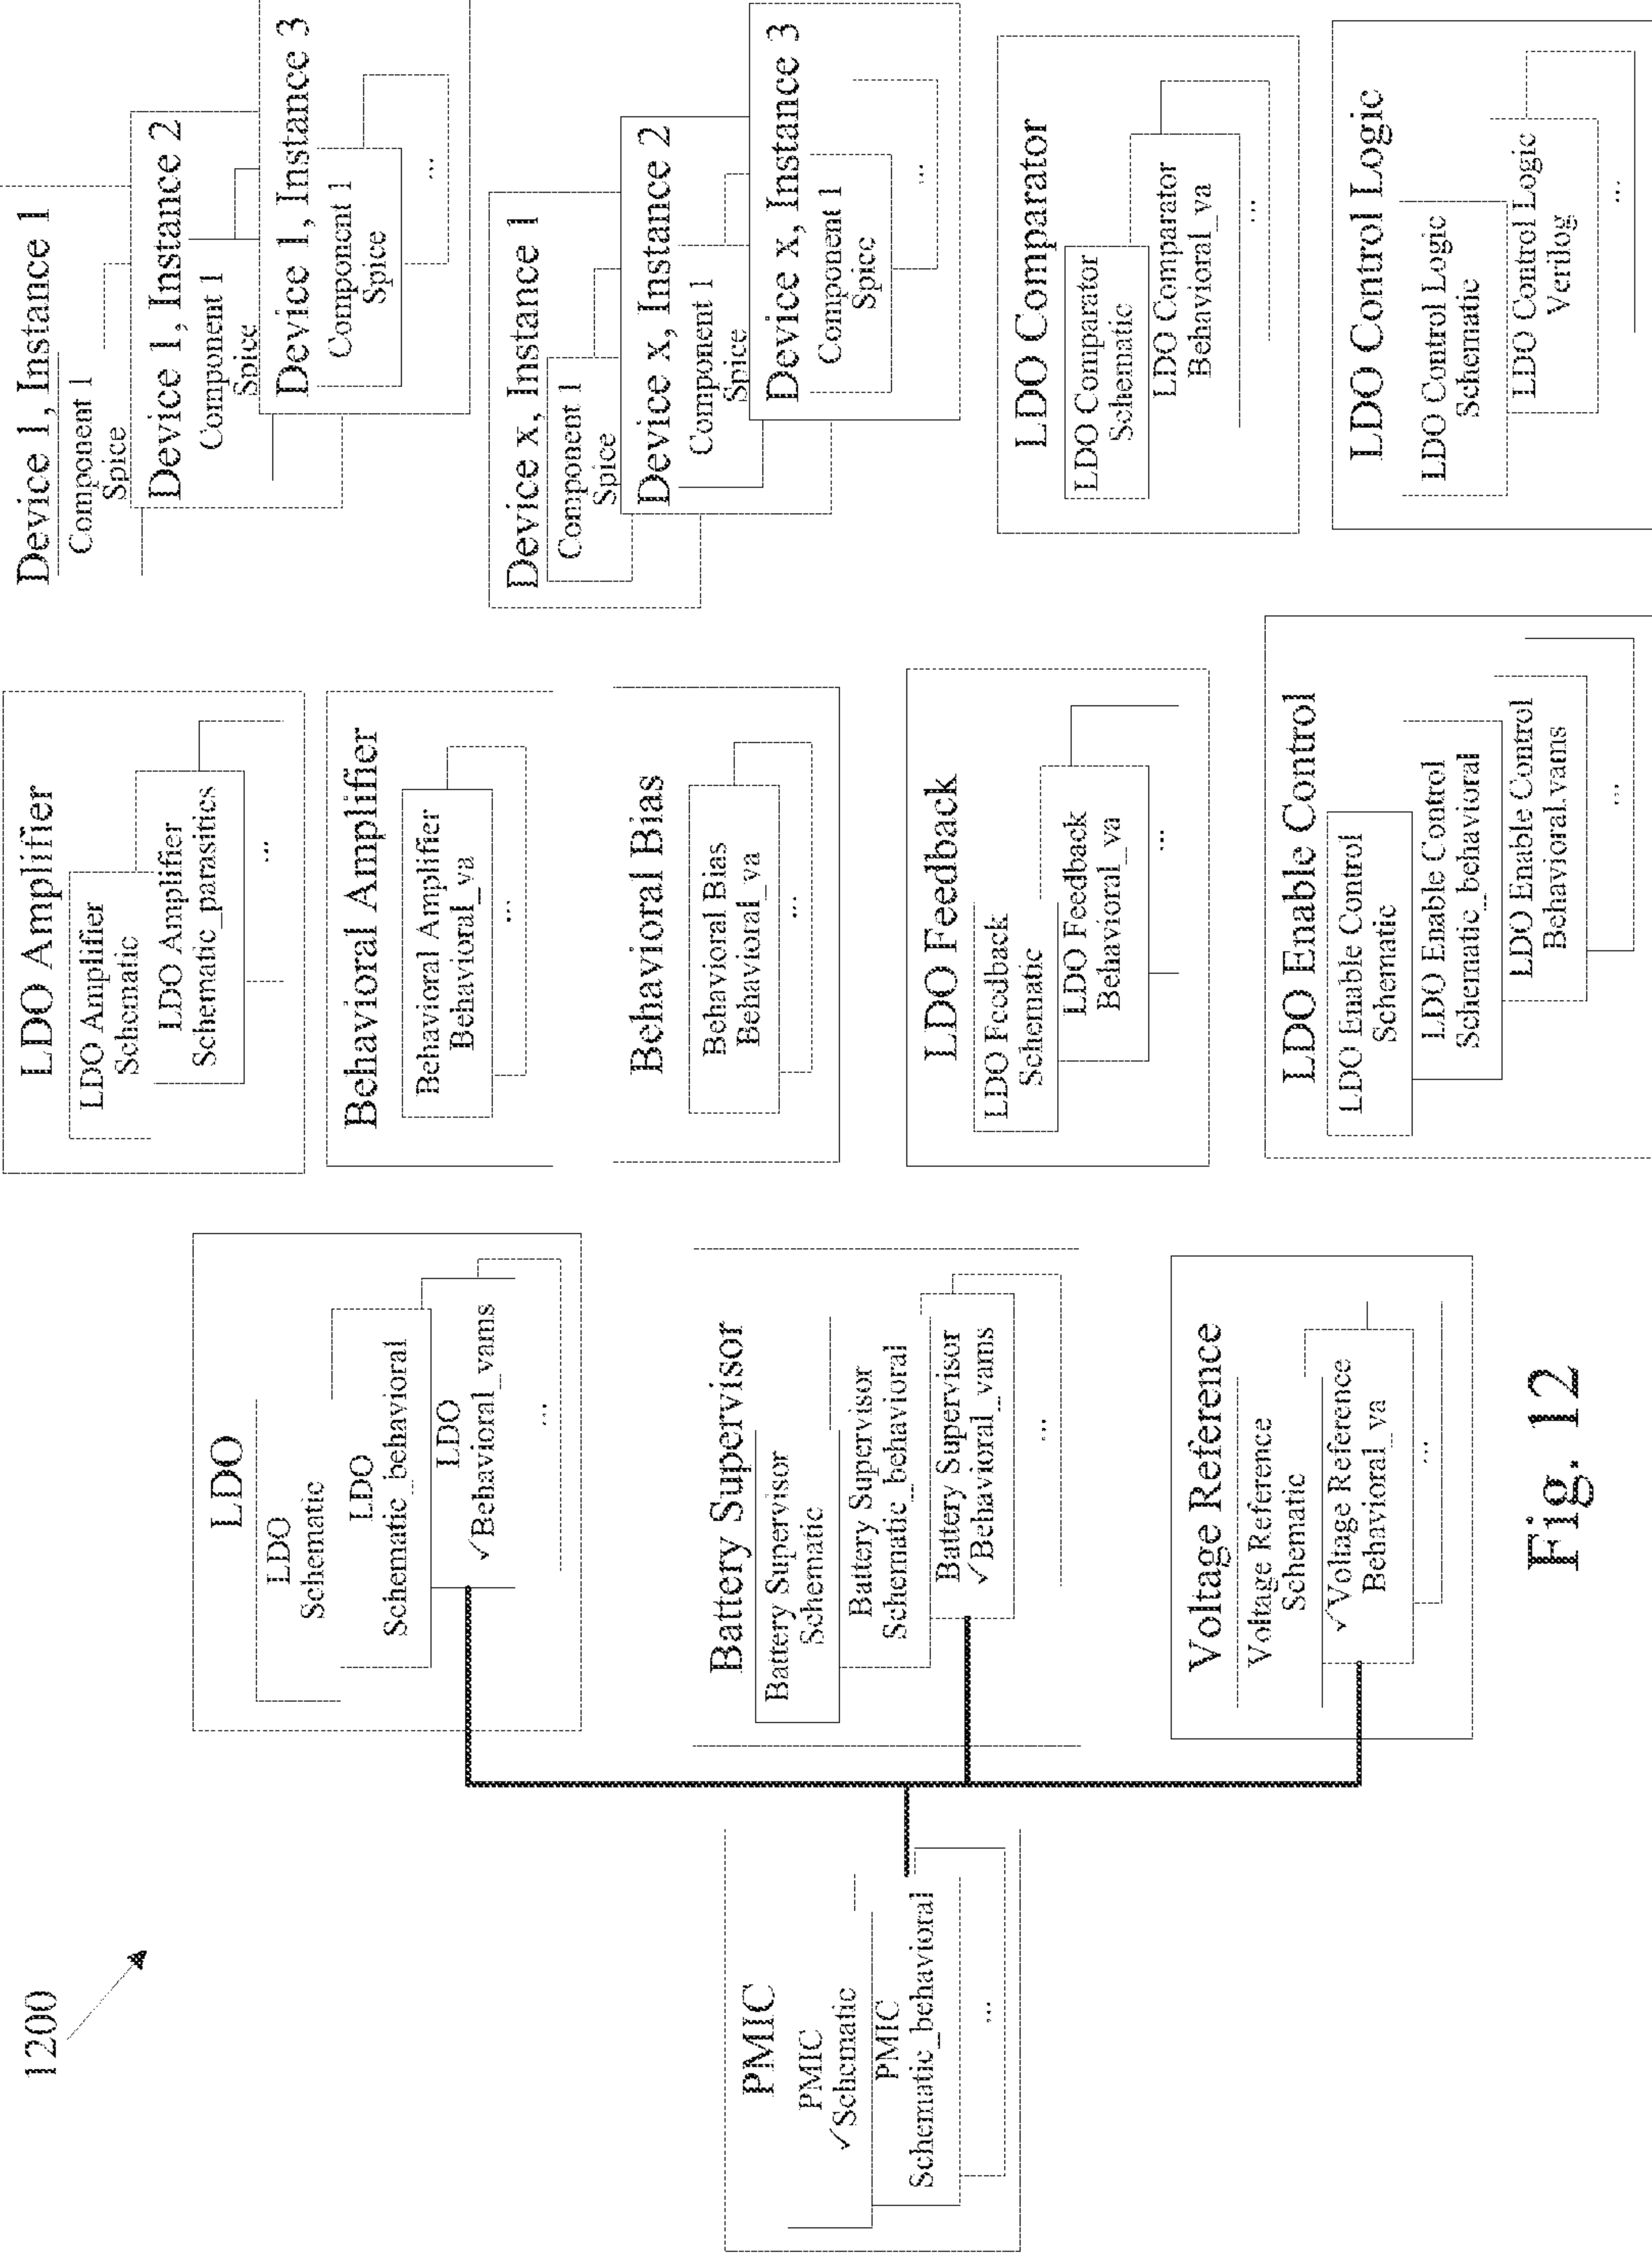 1200
PMIC
PMIC
✓Schematic
PMIC
Schematic_behavioral
...
LDO
LDO
Schematic
LDO
Schematic_behavioral
LDO
✓Behavioral_vams
...
Battery Supervisor
Battery Supervisor
Schematic
Battery Supervisor
Schematic_behavioral
Battery Supervisor
✓Behavioral_vams
...
Voltage Reference
Voltage Reference
Schematic
✓Voltage Reference
Behavioral_va
...
LDO Amplifier
LDO Amplifier
Schematic
LDO Amplifier
Schematic_parasitics
...
Behavioral Amplifier
Behavioral Amplifier
Behavioral_va
...
Behavioral Bias
Behavioral Bias
Behavioral_va
...
LDO Feedback
LDO Feedback
Schematic
LDO Feedback
Behavioral_va
...
LDO Enable Control
LDO Enable Control
Schematic
LDO Enable Control
Schematic_behavioral
LDO Enable Control
Behavioral.vams
...
Device 1, Instance 1
Component 1
Spice
Device 1, Instance 2
Component 1
Spice
Device 1, Instance 3
Component 1
Spice
...
Device x, Instance 1
Component 1
Spice
Device x, Instance 2
Component 1
Spice
Device x, Instance 3
Component 1
Spice
...
LDO Comparator
LDO Comparator
Schematic
LDO Comparator
Behavioral_va
...
LDO Control Logic
LDO Control Logic
Schematic
LDO Control Logic
Verilog
...
Fig. 12